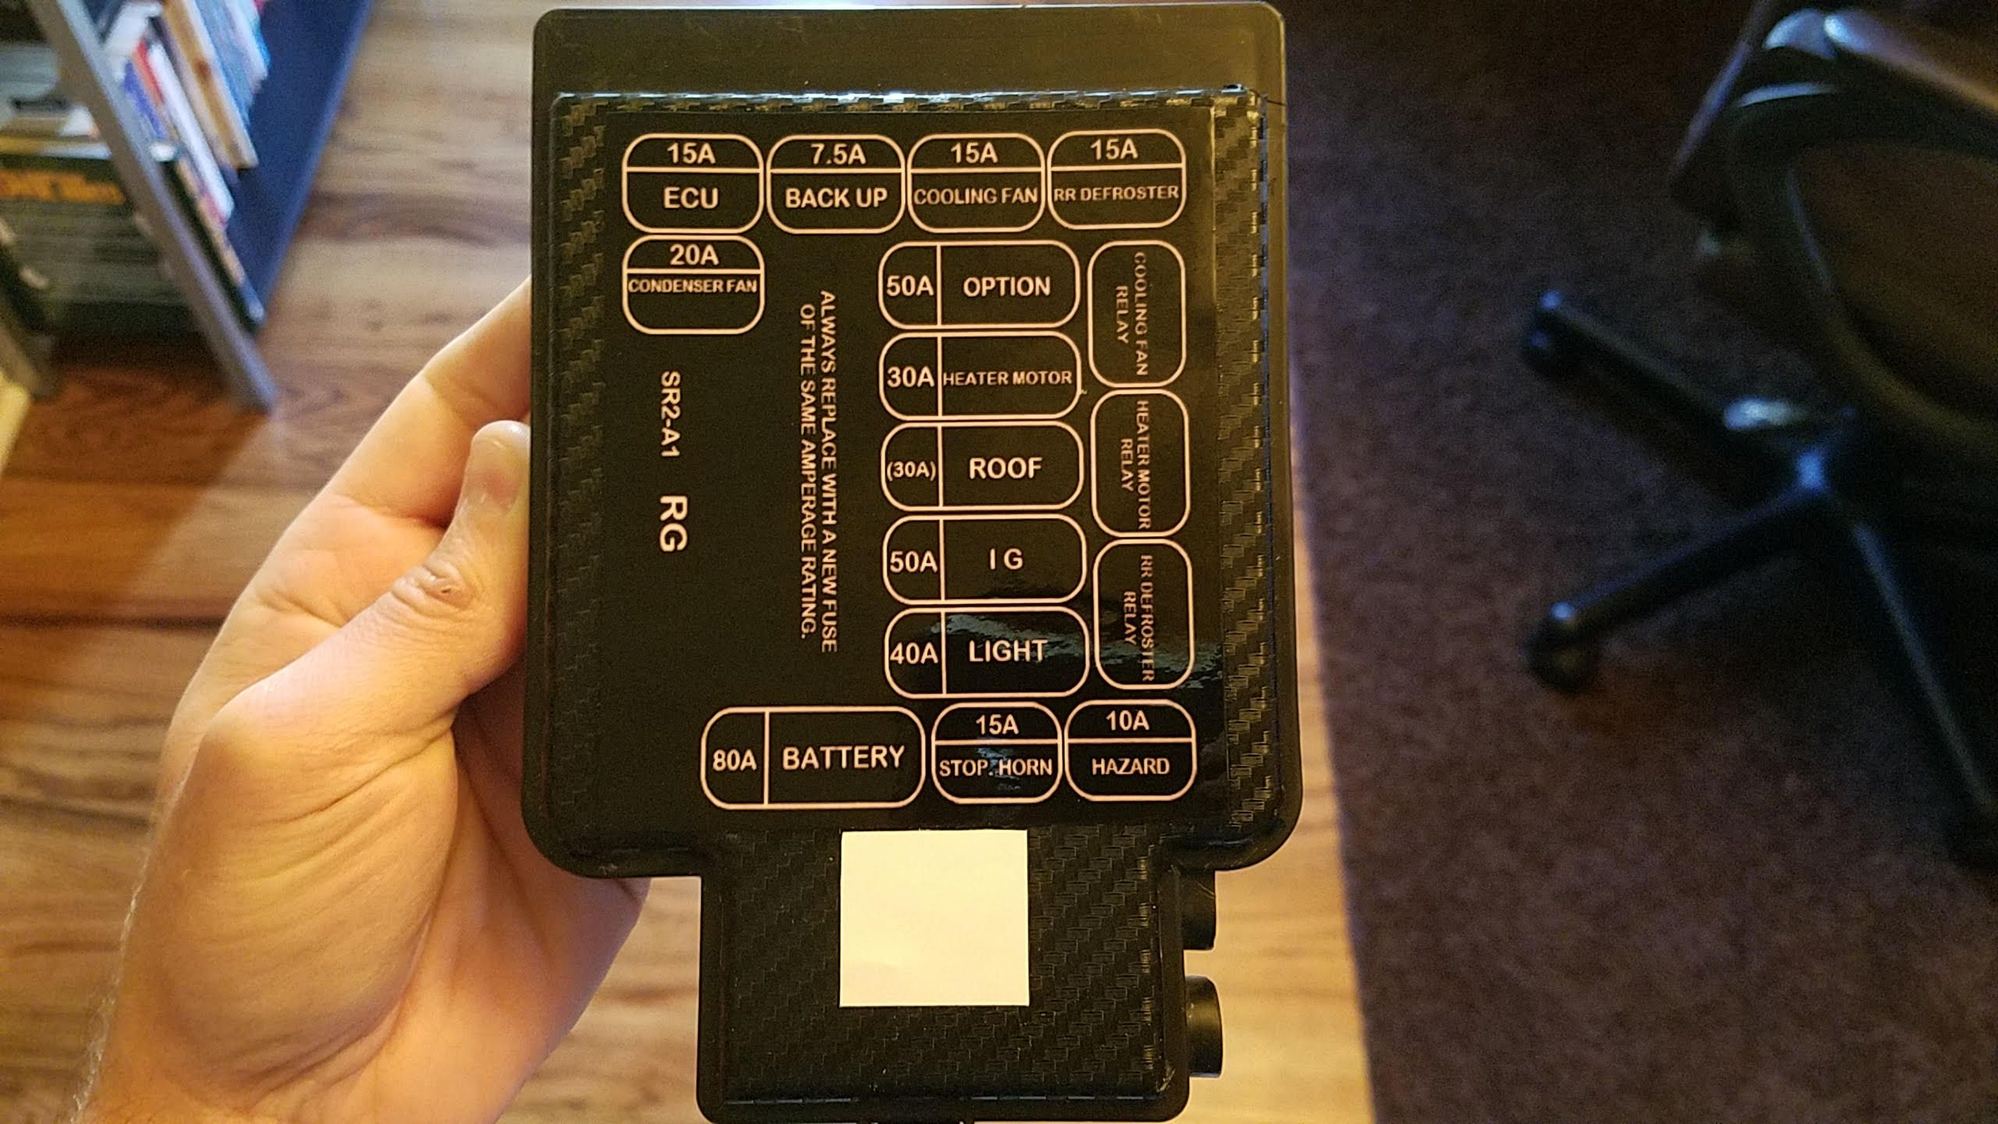 15A
ECU
7.5A
BACK UP
15A
COOLING FAN
15A
RR DEFROSTER
20A
CONDENSER FAN
50A OPTION
30A HEATER MOTOR
(30A) ROOF
50A I G
40A LIGHT
COOLING FAN
RELAY
HEATER MOTOR
RELAY
RR DEFROSTER
RELAY
ALWAYS REPLACE WITH A NEW FUSE
OF THE SAME AMPERAGE RATING.
SR2-A1 RG
80A BATTERY
15A
STOP. HORN
10A
HAZARD